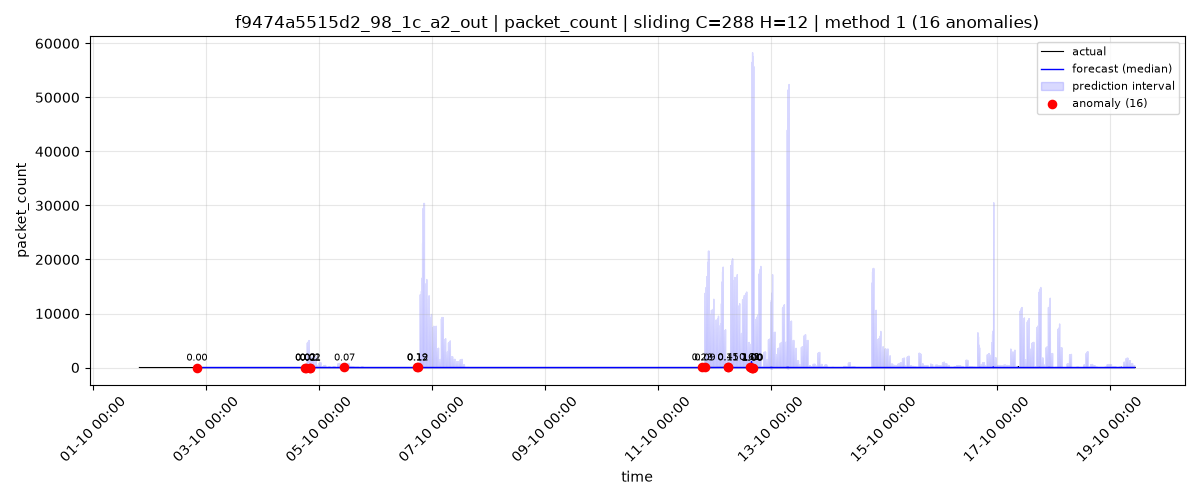 f9474a5515d2_98_1c_a2_out | packet_count | sliding C=288 H=12 | method 1 (16 anomalies)
actual
forecast (median)
prediction interval
anomaly (16)
packet_count
60000
50000
40000
30000
20000
10000
0
0.00
0.07
01-10 00:00
03-10 00:00
05-10 00:00
07-10 00:00
09-10 00:00
11-10 00:00
13-10 00:00
15-10 00:00
17-10 00:00
19-10 00:00
time